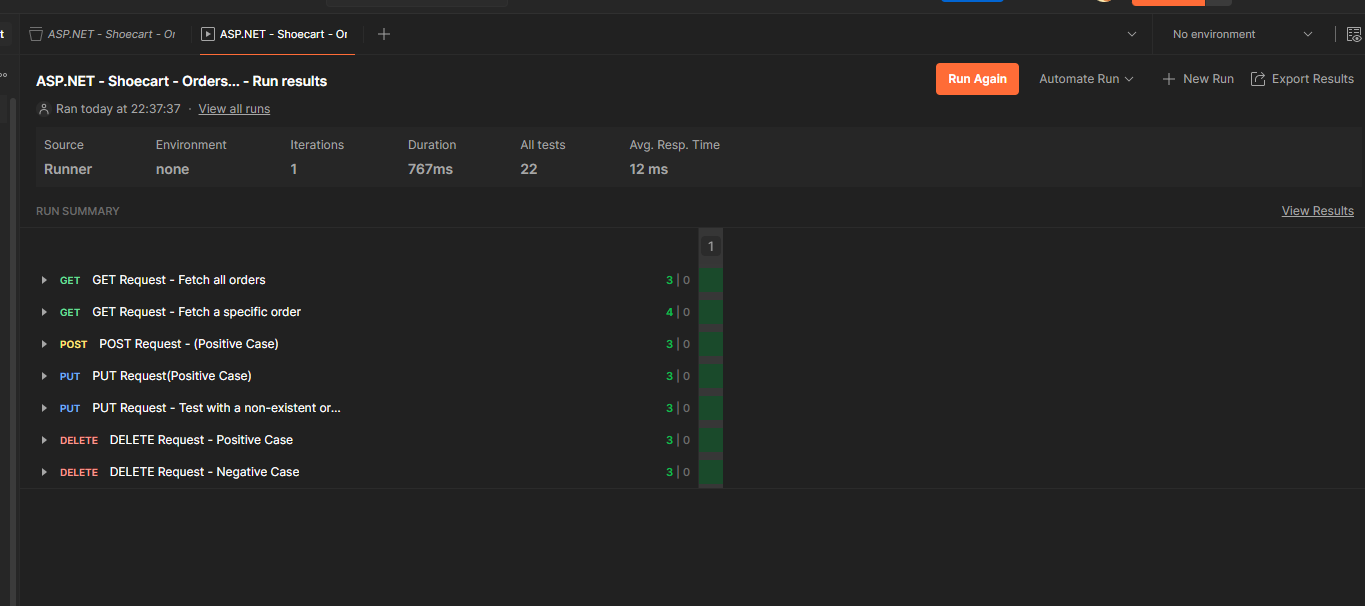 t
ASP.NET - Shoecart - Or
ASP.NET - Shoecart - Or
No environment
ASP.NET - Shoecart - Orders... - Run results
Run Again
Automate Run
New Run
Export Results
Ran today at 22:37:37 · View all runs
Source Environment Iterations Duration All tests Avg. Resp. Time
Runner none 1 767ms 22 12 ms
RUN SUMMARY
View Results
1
GET GET Request - Fetch all orders 3 | 0
GET GET Request - Fetch a specific order 4 | 0
POST POST Request - (Positive Case) 3 | 0
PUT PUT Request(Positive Case) 3 | 0
PUT PUT Request - Test with a non-existent or... 3 | 0
DELETE DELETE Request - Positive Case 3 | 0
DELETE DELETE Request - Negative Case 3 | 0